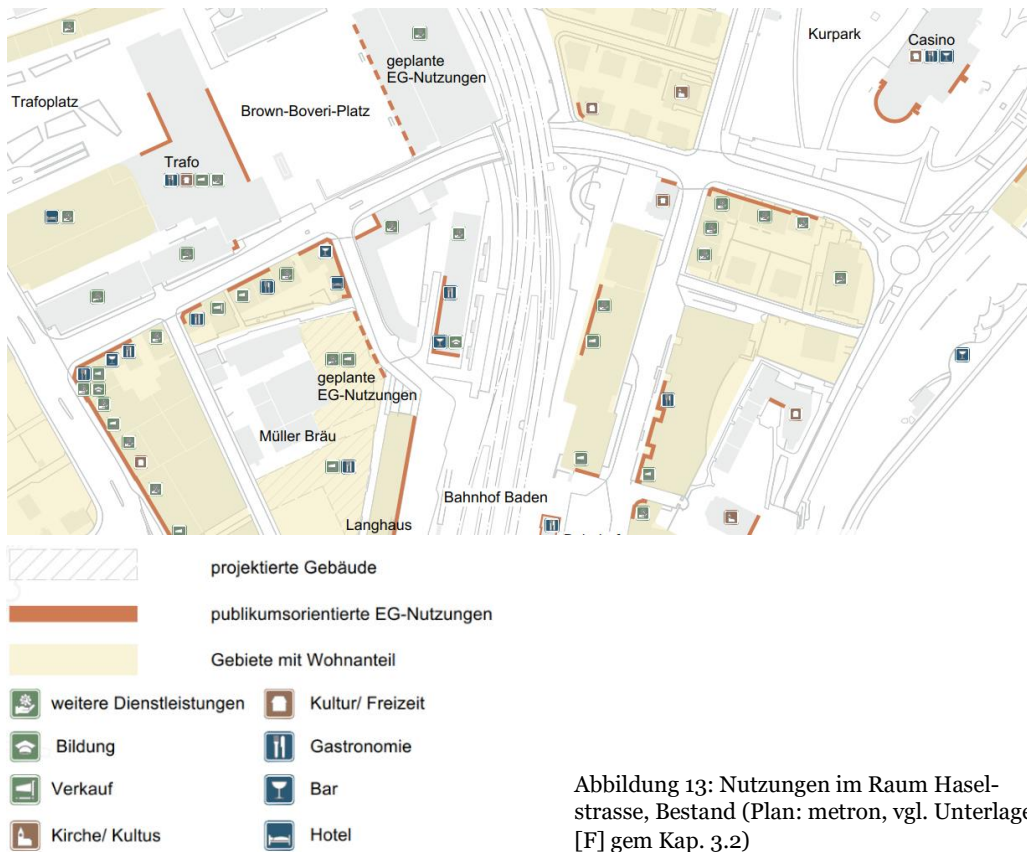 Kurpark
Casino
geplante
EG-Nutzungen
Trafoplatz
Brown-Boveri-Platz
Trafo
geplante
EG-Nutzungen
Müller Bräu
Bahnhof Baden
Langhaus
projektierte Gebäude
publikumsorientierte EG-Nutzungen
Gebiete mit Wohnanteil
weitere Dienstleistungen
Kultur/ Freizeit
Bildung
Gastronomie
Verkauf
Bar
Kirche/ Kultus
Hotel
Abbildung 13: Nutzungen im Raum Hasel-
strasse, Bestand (Plan: metron, vgl. Unterlage
[F] gem Kap. 3.2)